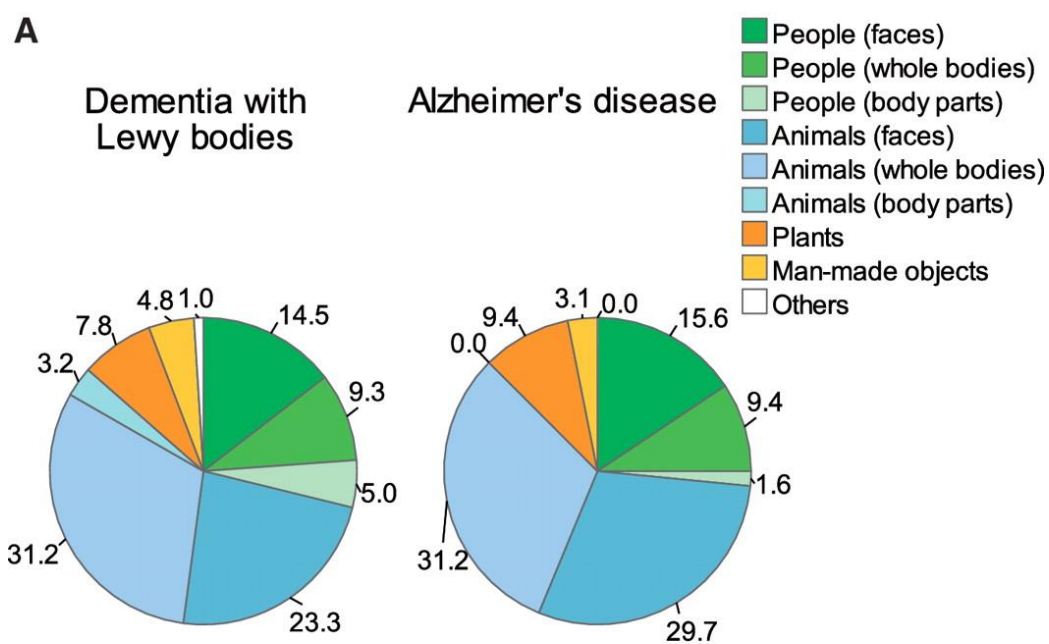 A
Dementia with
Lewy bodies
Alzheimer's disease
People (faces)
People (whole bodies)
People (body parts)
Animals (faces)
Animals (whole bodies)
Animals (body parts)
Plants
Man-made objects
Others
14.5
9.3
5.0
23.3
31.2
3.2
7.8
4.8
1.0
15.6
9.4
1.6
29.7
31.2
0.0
9.4
3.1
0.0